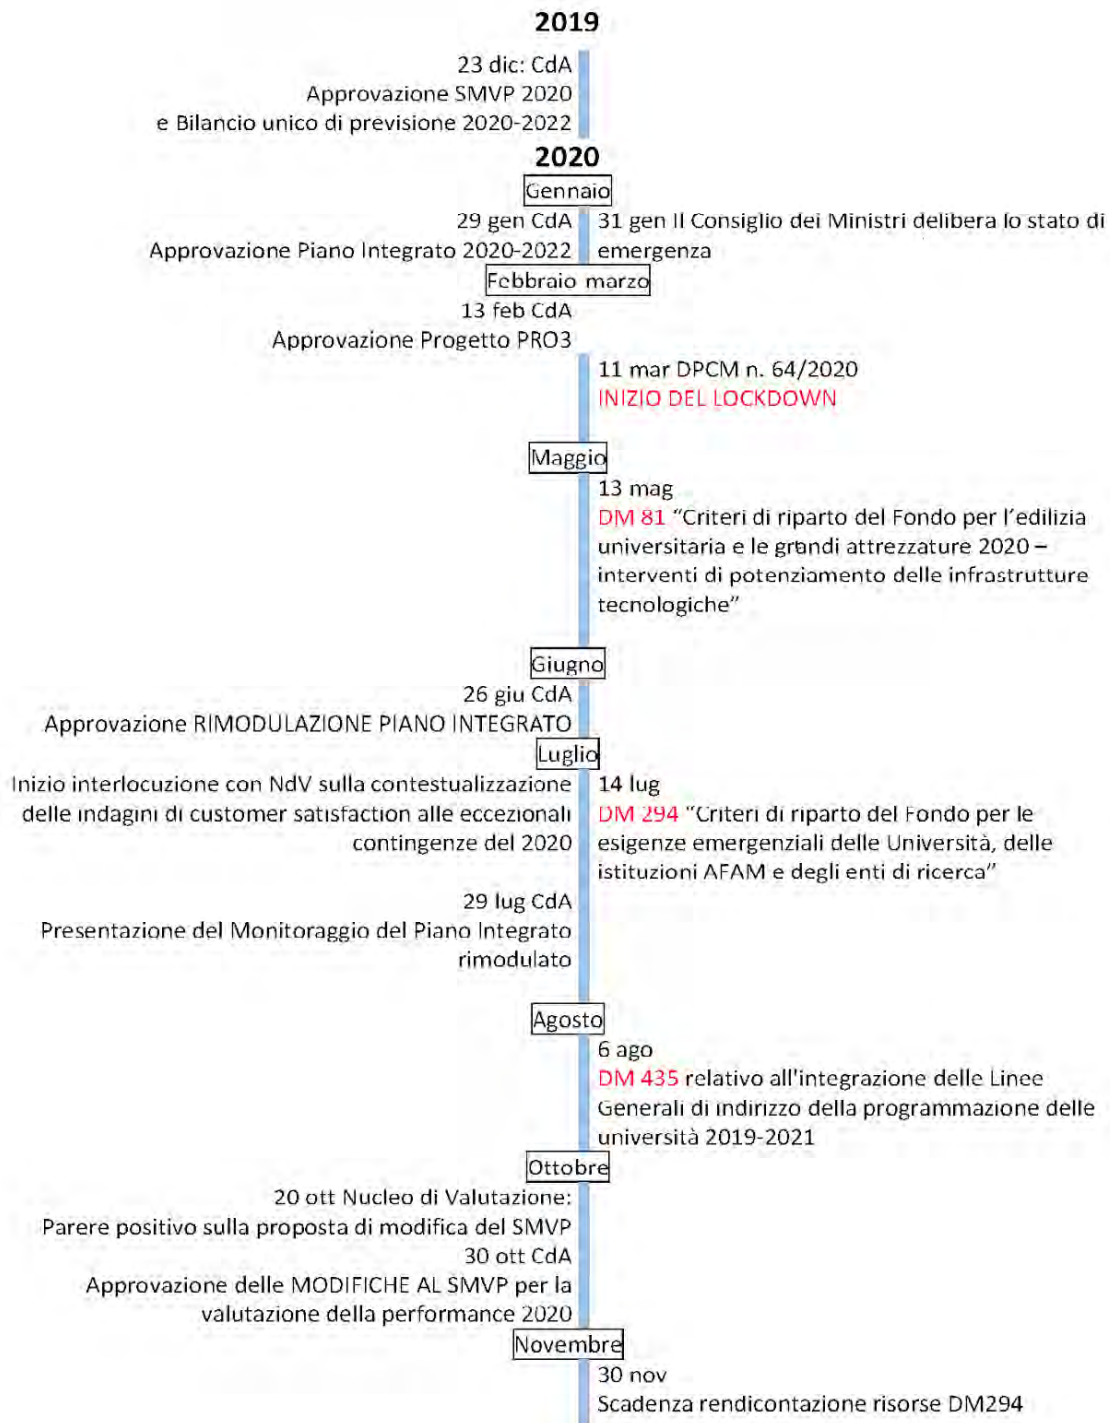 2019
23 dic: CdA
Approvazione SMVP 2020
e Bilancio unico di previsione 2020-2022
2020
Gennaio
29 gen CdA
Approvazione Piano Integrato 2020-2022
31 gen Il Consiglio dei Ministri delibera lo stato di
emergenza
Febbraio marzo
13 feb CdA
Approvazione Progetto PRO3
11 mar DPCM n. 64/2020
INIZIO DEL LOCKDOWN
Maggio
13 mag
DM 81 “Criteri di riparto del Fondo per l’edilizia
universitaria e le grandi attrezzature 2020 –
interventi di potenziamento delle infrastrutture
tecnologiche”
Giugno
26 giu CdA
Approvazione RIMODULAZIONE PIANO INTEGRATO
Luglio
Inizio interlocuzione con NdV sulla contestualizzazione
delle indagini di customer satisfaction alle eccezionali
contingenze del 2020
14 lug
DM 294 “Criteri di riparto del Fondo per le
esigenze emergenziali delle Università, delle
istituzioni AFAM e degli enti di ricerca”
29 lug CdA
Presentazione del Monitoraggio del Piano Integrato
rimodulato
Agosto
6 ago
DM 435 relativo all'integrazione delle Linee
Generali di indirizzo della programmazione delle
università 2019-2021
Ottobre
20 ott Nucleo di Valutazione:
Parere positivo sulla proposta di modifica del SMVP
30 ott CdA
Approvazione delle MODIFICHE AL SMVP per la
valutazione della performance 2020
Novembre
30 nov
Scadenza rendicontazione risorse DM294